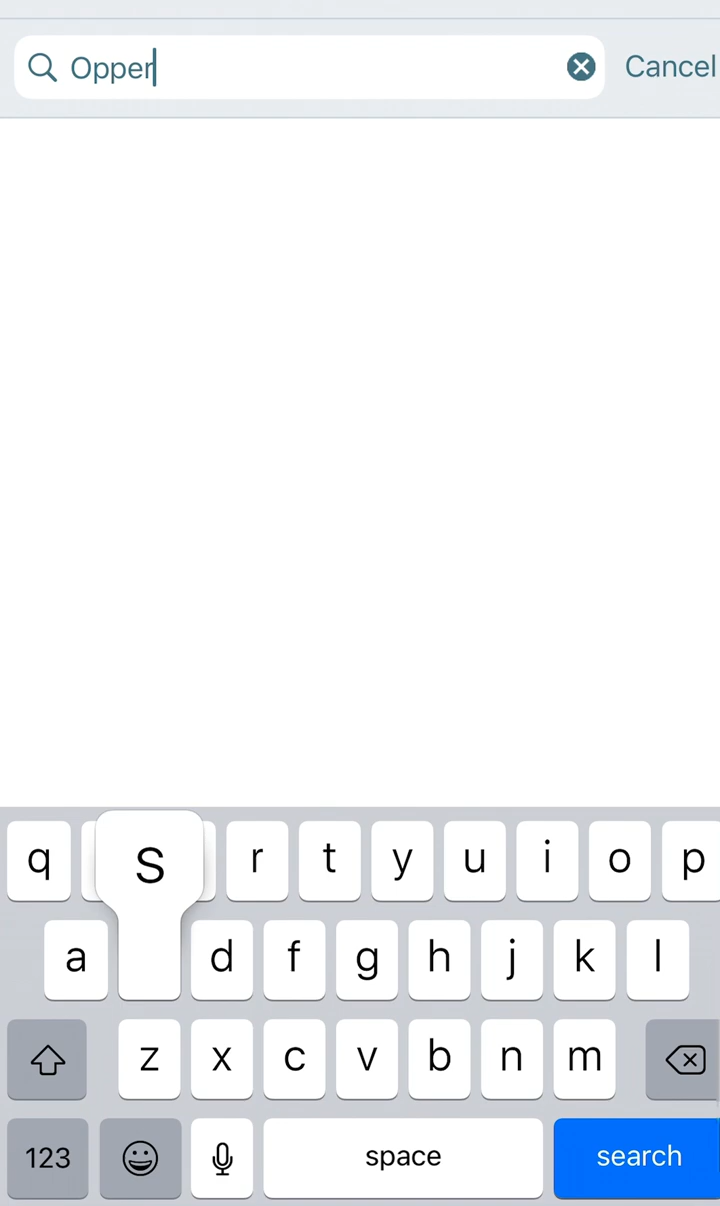 Opper Cancel
q S r t y u i o p
a d f g h j k l
z x c v b n m
123 space search